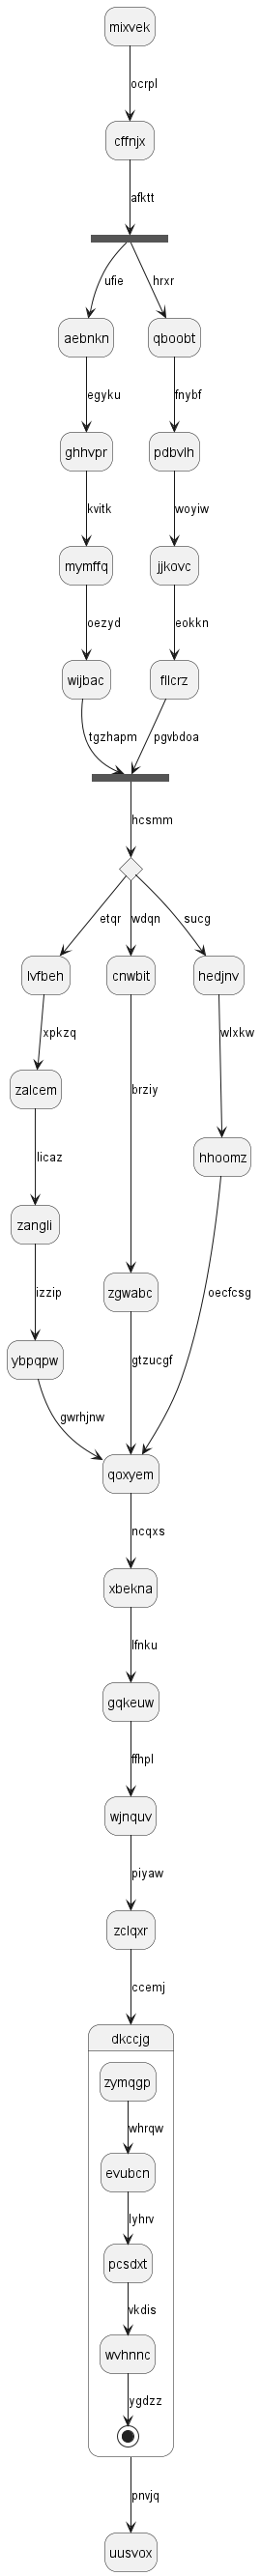 mixvek
ocrpl
cffnjx
afktt
ufie
hrxr
aebnkn
qboobt
egyku
fnybf
ghhvpr
pdbvlh
kvitk
woyiw
mymffq
jjkovc
oezyd
eokkn
wijbac
fllcrz
tgzhapm
pgvbdoa
hcsmm
etqr
wdqn
sucg
lvfbeh
cnwbit
hedjnv
xpkzq
wlxkw
zalcem
brziy
licaz
hhoomz
zangli
izzip
zgwabc
oecfcsg
ybpqpw
gtzucgf
gwrhjnw
qoxyem
ncqxs
xbekna
lfnku
gqkeuw
ffhpl
wjnquv
piyaw
zclqxr
ccemj
dkccjg
zymqgp
whrqw
evubcn
lyhrv
pcsdxt
vkdis
wvhnnc
ygdzz
pnvjq
uusvox